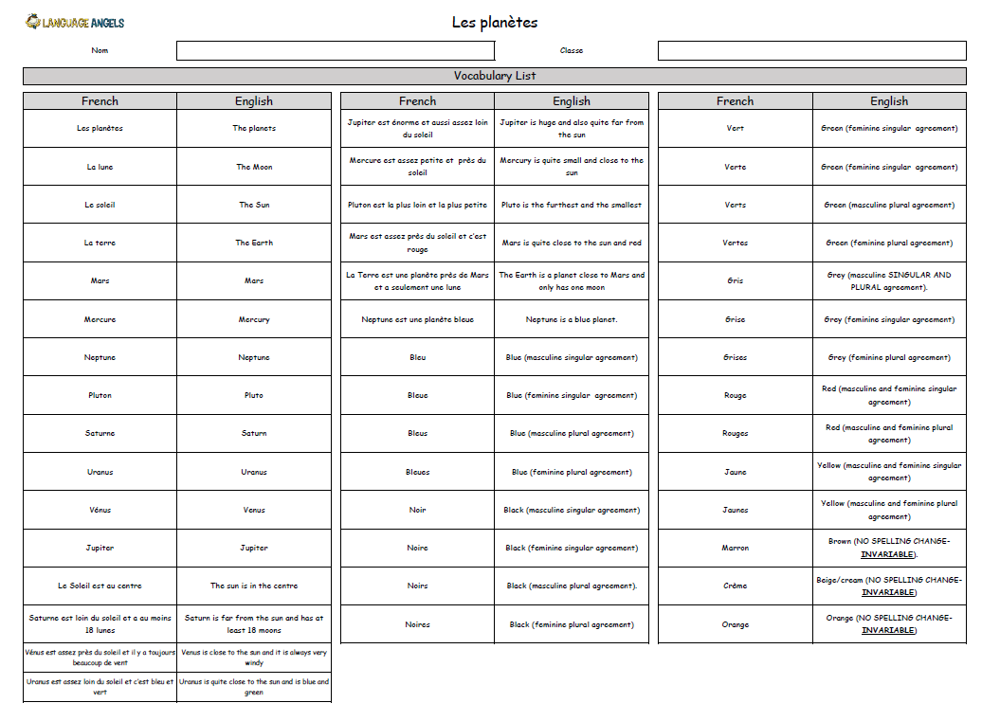 LANGUAGE ANGELS
Les planètes
Nom
Classe
Vocabulary List
French English
Les planètes The planets
La lune The Moon
Le soleil The Sun
La terre The Earth
Mars Mars
Mercure Mercury
Neptune Neptune
Pluton Pluto
Saturne Saturn
Uranus Uranus
Vénus Venus
Jupiter Jupiter
Le Soleil est au centre The sun is in the centre
Saturne est loin du soleil et a au moins Saturn is far from the sun and has at
18 lunes least 18 moons
Vénus est assez près du soleil et il y a toujours Venus is close to the sun and it is always very
beaucoup de vent windy
Uranus est assez loin du soleil et c'est bleu et Uranus is quite close to the sun and is blue and
vert green
French English
Jupiter est énorme et aussi assez loin Jupiter is huge and also quite far from
du soleil the sun
Mercure est assez petite et près du Mercury is quite small and close to the
soleil sun
Pluton est la plus loin et la plus petite Pluto is the furthest and the smallest
Mars est assez près du soleil et c'est Mars is quite close to the sun and red
rouge
La Terre est une planète près de Mars The Earth is a planet close to Mars and
et a seulement une lune only has one moon
Neptune est une planète bleue Neptune is a blue planet.
Bleu Blue (masculine singular agreement)
Bleue Blue (feminine singular agreement)
Bleus Blue (masculine plural agreement)
Bleues Blue (feminine plural agreement)
Noir Black (masculine singular agreement)
Noire Black (feminine singular agreement)
Noirs Black (masculine plural agreement).
Noires Black (feminine plural agreement)
French English
Vert Green (feminine singular agreement)
Verte Green (feminine singular agreement)
Verts Green (masculine plural agreement)
Vertes Green (feminine plural agreement)
Gris Grey (masculine SINGULAR AND
PLURAL agreement).
Grise Grey (feminine singular agreement)
Grises Grey (feminine plural agreement)
Rouge Red (masculine and feminine singular
agreement)
Rouges Red (masculine and feminine plural
agreement)
Jaune Yellow (masculine and feminine singular
agreement)
Jaunes Yellow (masculine and feminine plural
agreement)
Marron Brown (NO SPELLING CHANGE-
INVARIABLE).
Crème Beige/cream (NO SPELLING CHANGE-
INVARIABLE)
Orange Orange (NO SPELLING CHANGE-
INVARIABLE)